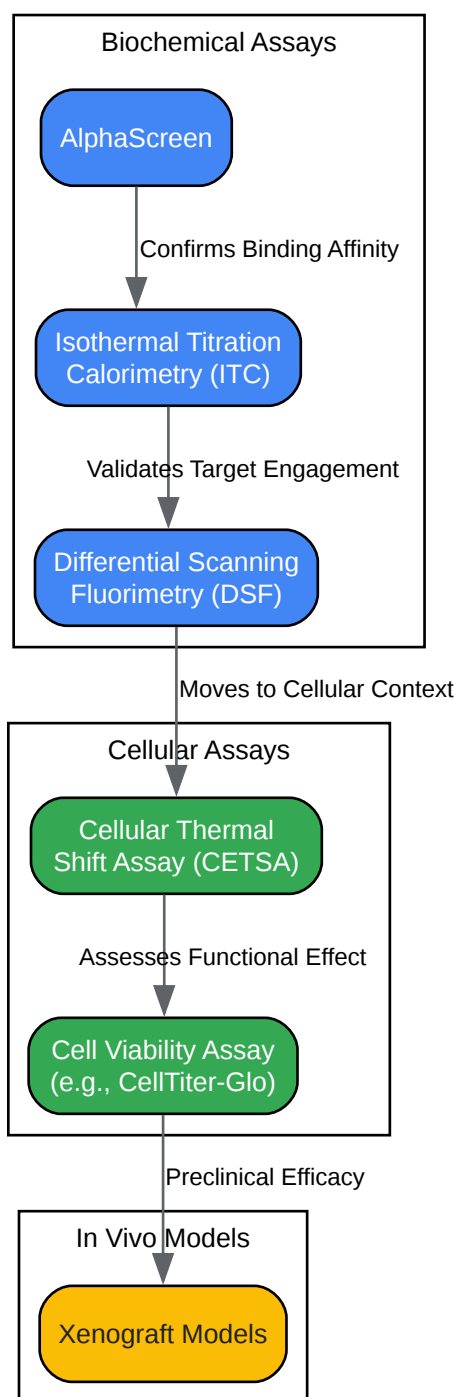 Biochemical Assays
AlphaScreen
Confirms Binding Affinity
Isothermal Titration
Calorimetry (ITC)
Validates Target Engagement
Differential Scanning
Fluorimetry (DSF)
Moves to Cellular Context
Cellular Assays
Cellular Thermal
Shift Assay (CETSA)
Assesses Functional Effect
Cell Viability Assay
(e.g., CellTiter-Glo)
Preclinical Efficacy
In Vivo Models
Xenograft Models